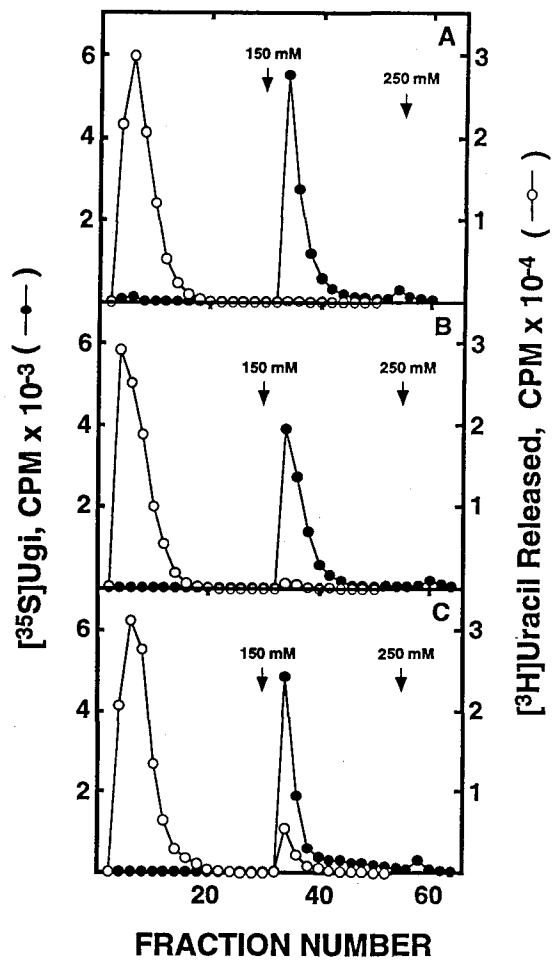 A
6
4
2
3
2
1
150 mM
250 mM
B
6
4
2
3
2
1
150 mM
250 mM
C
6
4
2
3
2
1
150 mM
250 mM
20
40
60
FRACTION NUMBER
[³⁵S]Ugi, CPM x 10⁻³ ( )
[³H]Uracil Released, CPM x 10⁻⁴ ( )